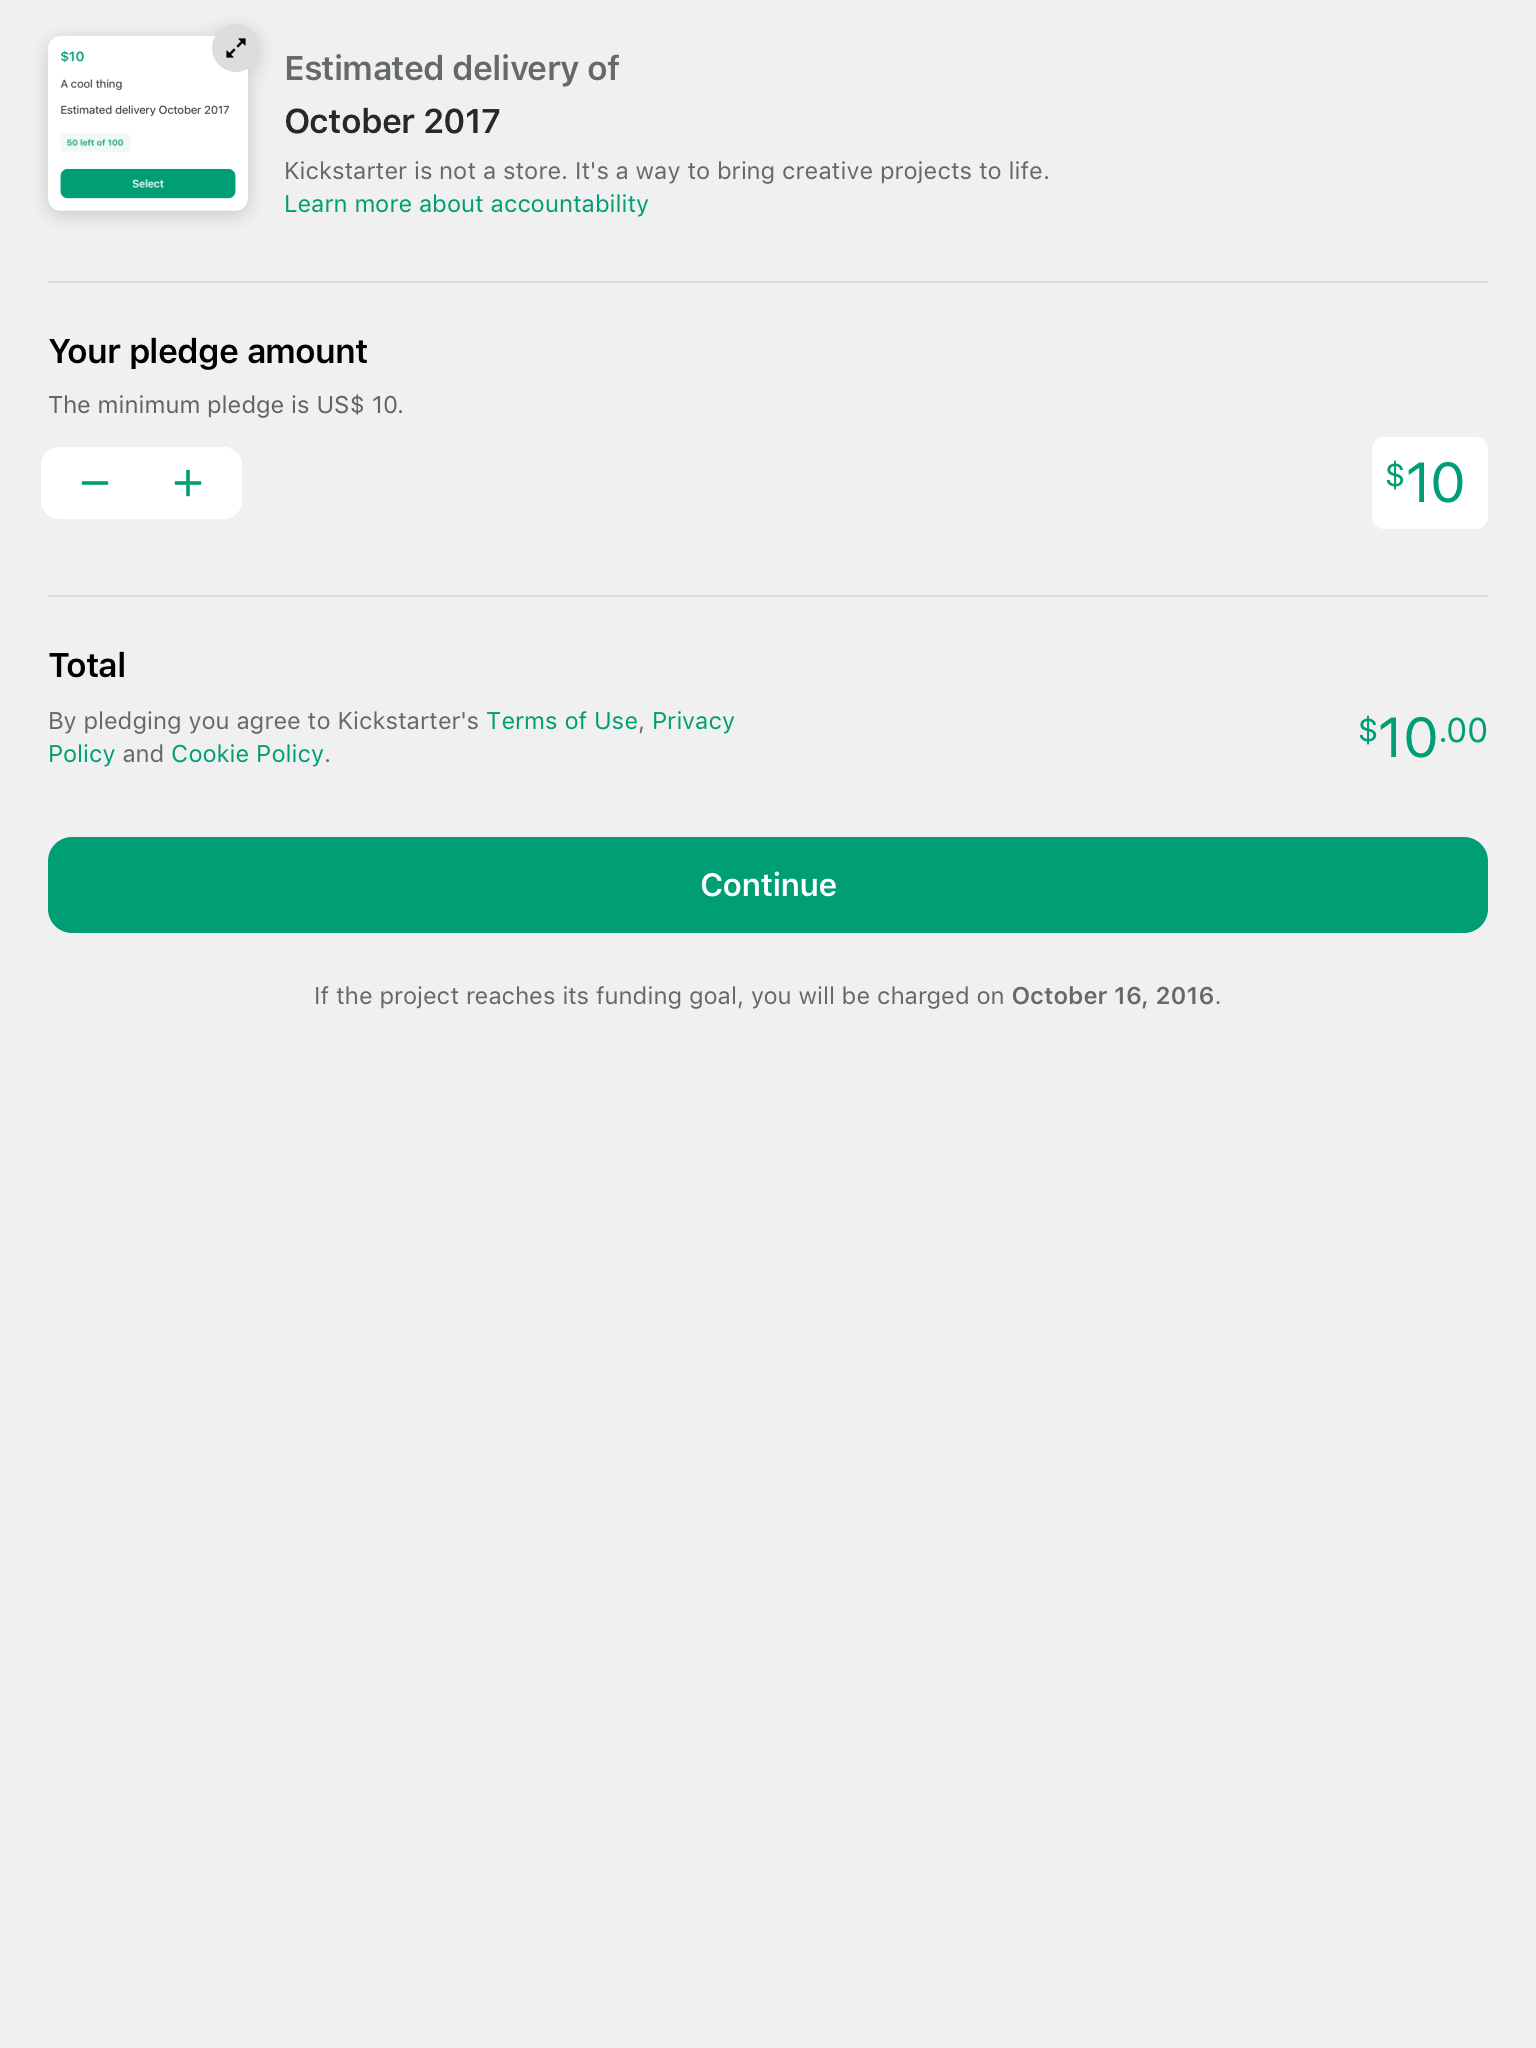 $10
A cool thing
Estimated delivery October 2017
50 left of 100
Select
Estimated delivery of
October 2017
Kickstarter is not a store. It's a way to bring creative projects to life.
Learn more about accountability
Your pledge amount
The minimum pledge is US$ 10.
− +
$10
Total
By pledging you agree to Kickstarter's Terms of Use, Privacy
Policy and Cookie Policy.
$10.00
Continue
If the project reaches its funding goal, you will be charged on October 16, 2016.